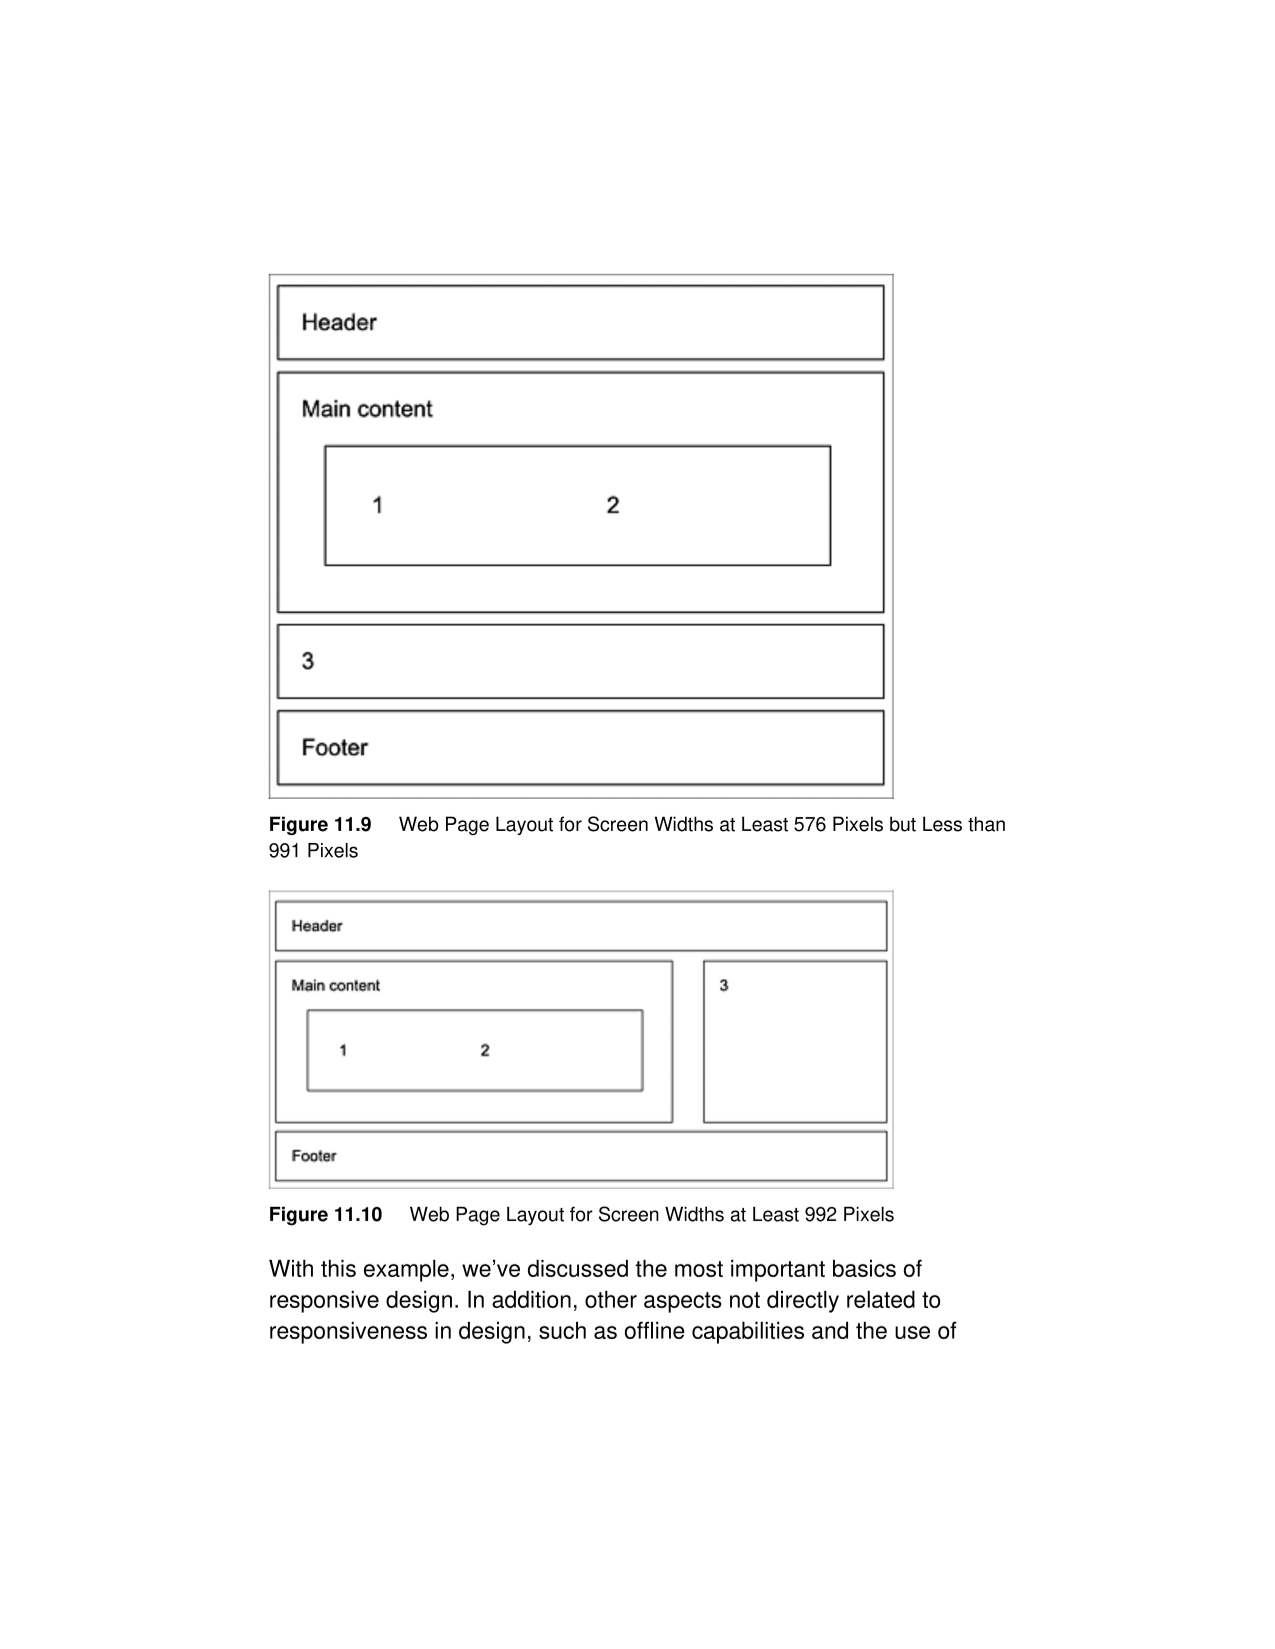 Header
Main content
1 2
3
Footer
Figure 11.9 Web Page Layout for Screen Widths at Least 576 Pixels but Less than
991 Pixels
Header
Main content
3
1 2
Footer
Figure 11.10 Web Page Layout for Screen Widths at Least 992 Pixels
With this example, we’ve discussed the most important basics of
responsive design. In addition, other aspects not directly related to
responsiveness in design, such as offline capabilities and the use of